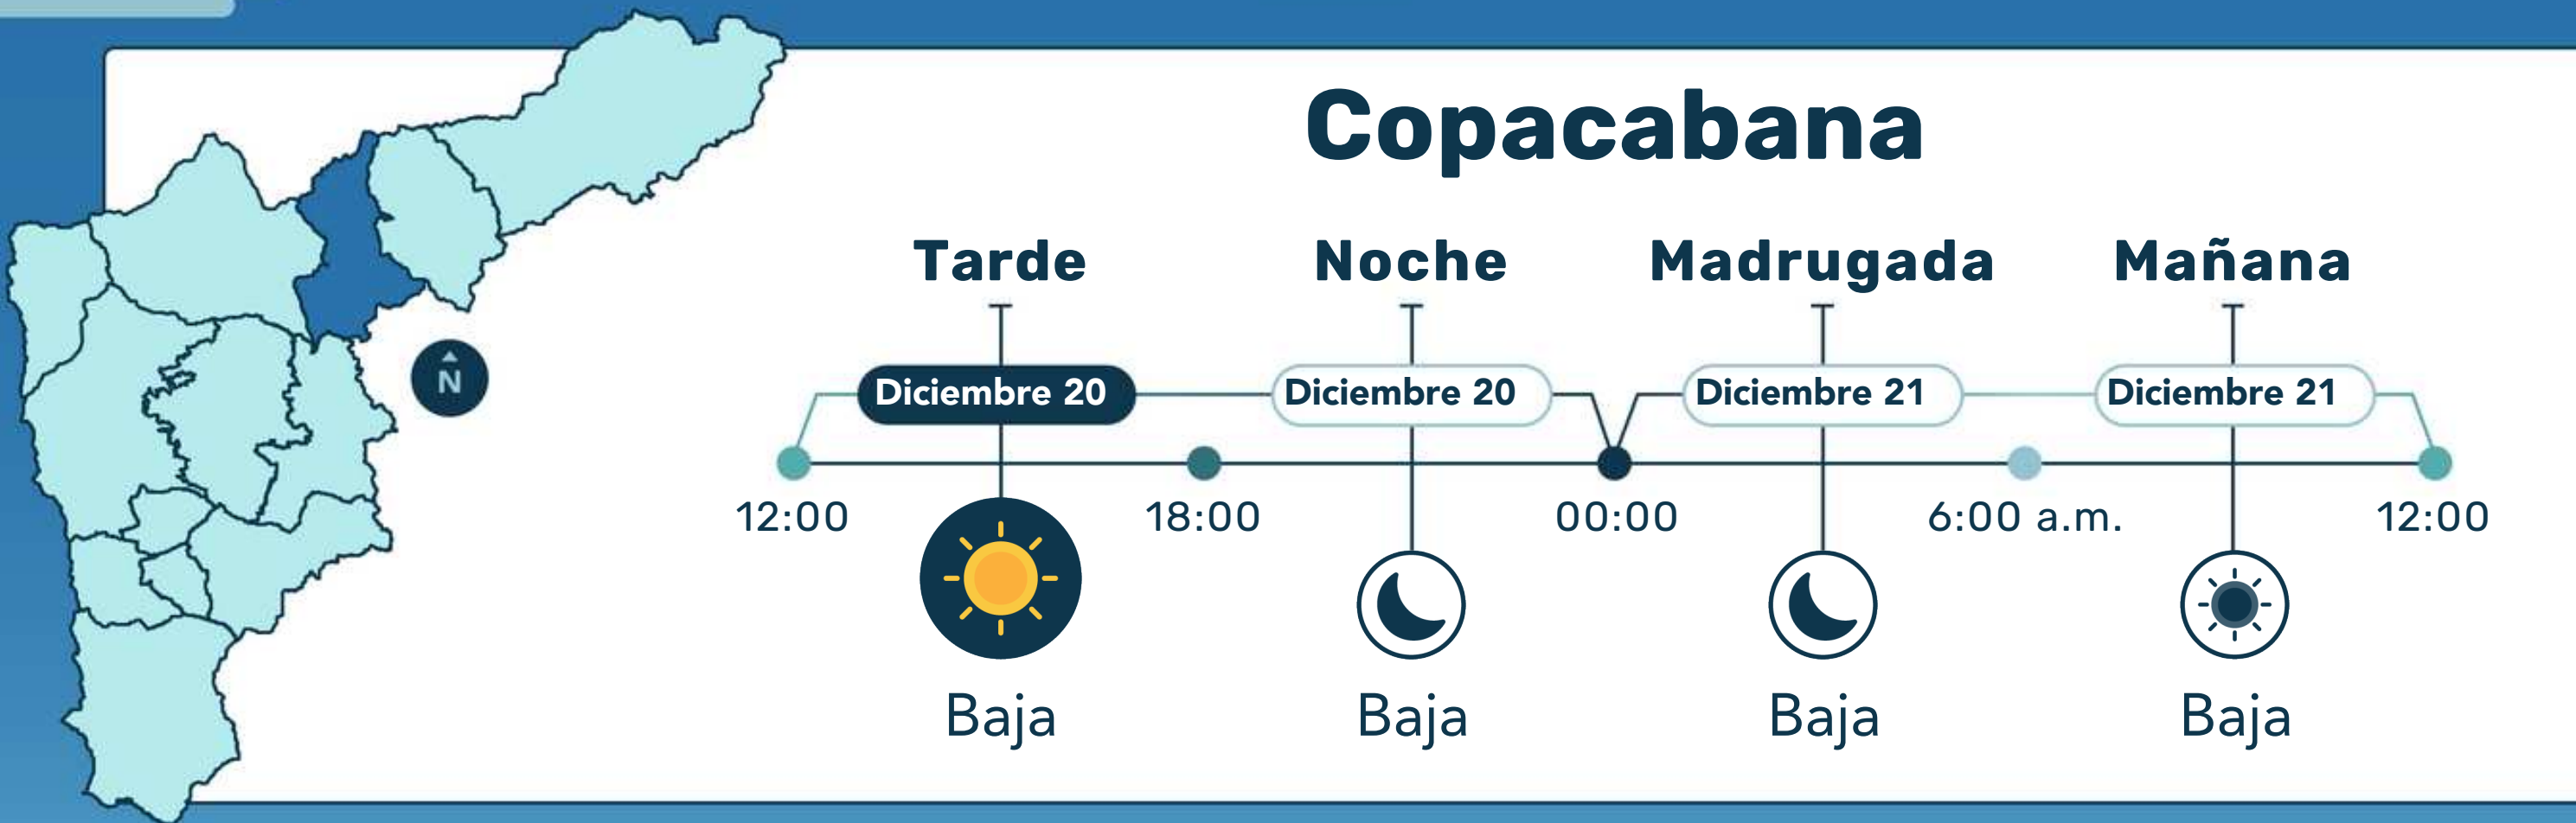 Copacabana
Tarde Noche Madrugada Mañana
Diciembre 20 Diciembre 20 Diciembre 21 Diciembre 21
N
12:00 18:00 00:00 6:00 a.m. 12:00
Baja Baja Baja Baja